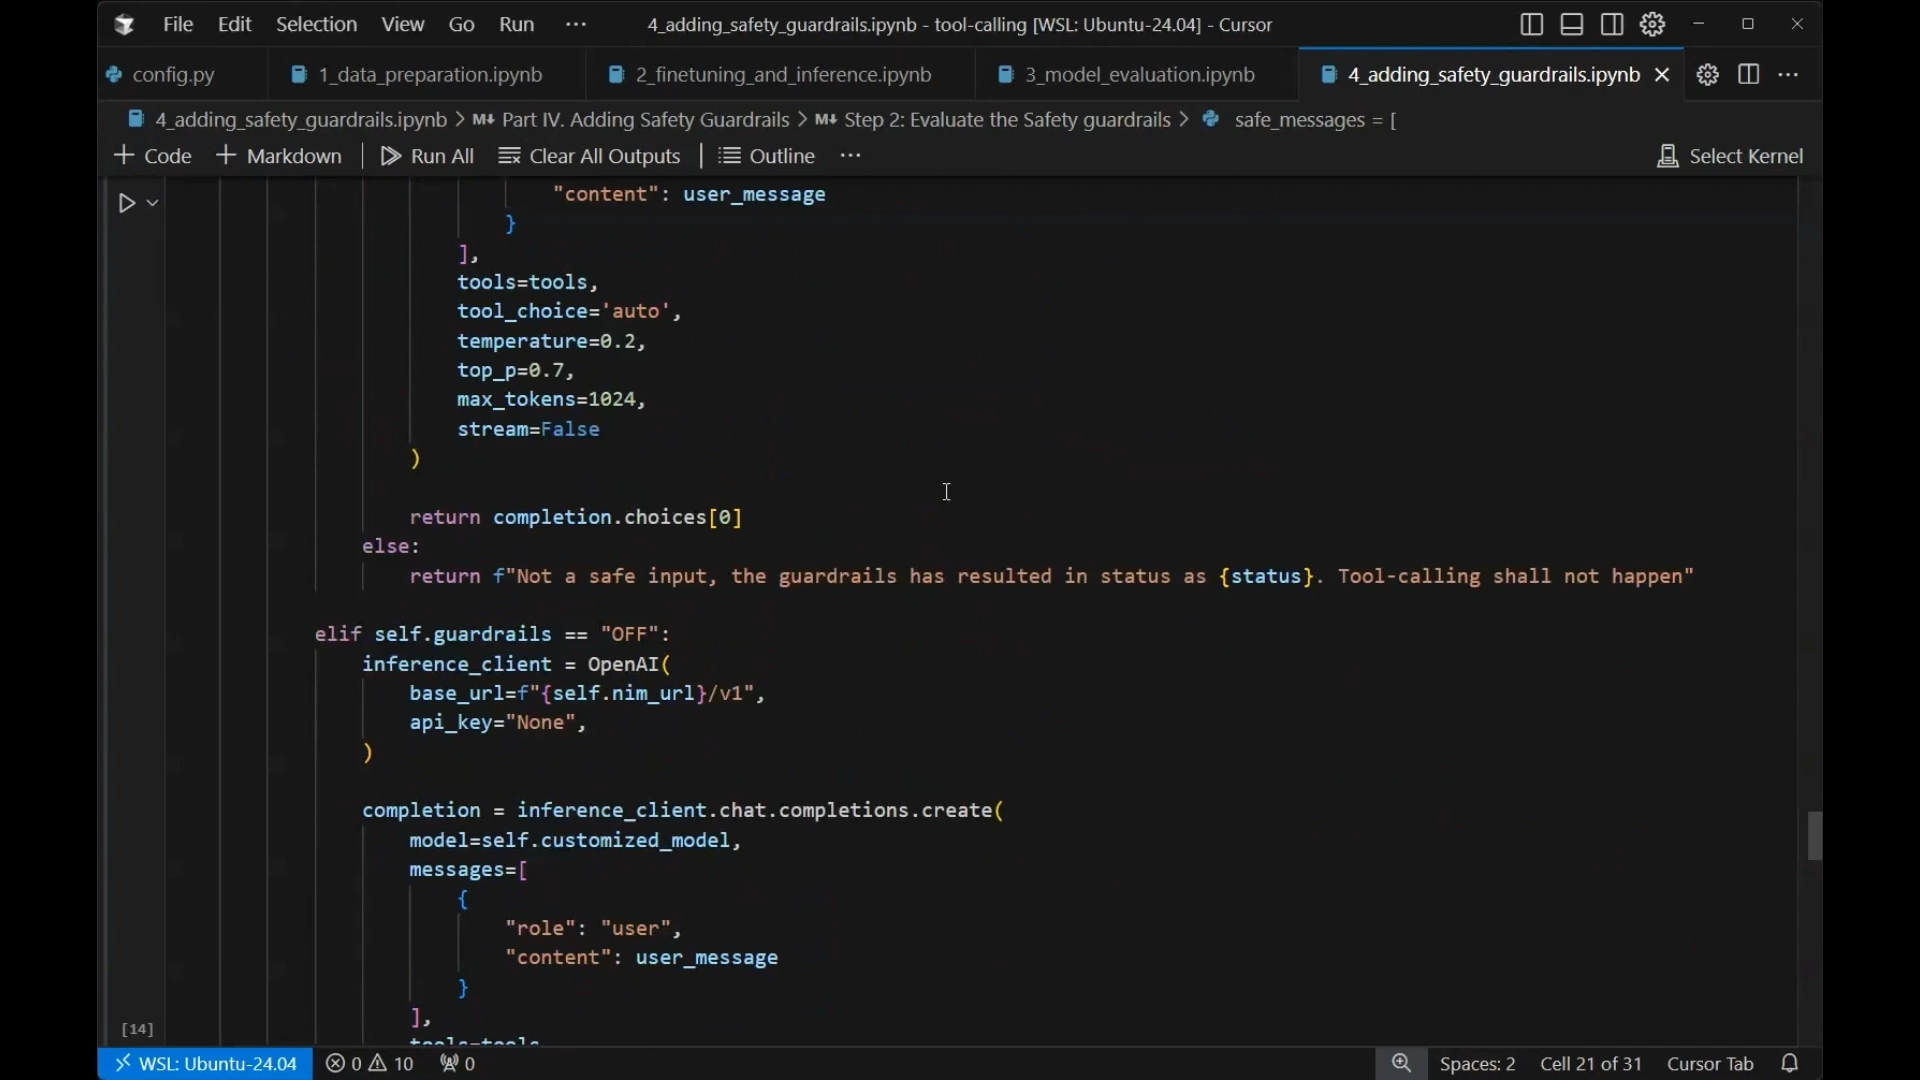 File Edit Selection View Go Run ··· 4_adding_safety_guardrails.ipynb - tool-calling [WSL: Ubuntu-24.04] - Cursor
config.py 1_data_preparation.ipynb 2_finetuning_and_inference.ipynb 3_model_evaluation.ipynb 4_adding_safety_guardrails.ipynb
4_adding_safety_guardrails.ipynb > M↓ Part IV. Adding Safety Guardrails > M↓ Step 2: Evaluate the Safety guardrails > safe_messages = [
+ Code + Markdown Run All Clear All Outputs Outline ··· Select Kernel
"content": user_message
}
],
tools=tools,
tool_choice='auto',
temperature=0.2,
top_p=0.7,
max_tokens=1024,
stream=False
)
return completion.choices[0]
else:
return f"Not a safe input, the guardrails has resulted in status as {status}. Tool-calling shall not happen"
elif self.guardrails == "OFF":
inference_client = OpenAI(
base_url=f"{self.nim_url}/v1",
api_key="None",
)
completion = inference_client.chat.completions.create(
model=self.customized_model,
messages=[
{
"role": "user",
"content": user_message
}
],
tools=tools,
[14]
WSL: Ubuntu-24.04 0 10 0 Spaces: 2 Cell 21 of 31 Cursor Tab